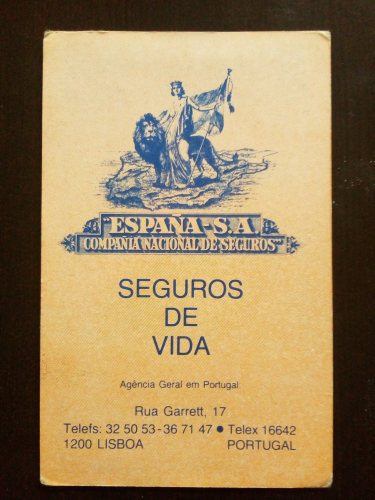 "ESPAÑA-S.A.
COMPAÑIA NACIONAL DE SEGUROS"
SEGUROS
DE
VIDA
Agência Geral em Portugal
Rua Garrett, 17
Telefs: 32 50 53-36 71 47 ● Telex 16642
1200 LISBOA PORTUGAL